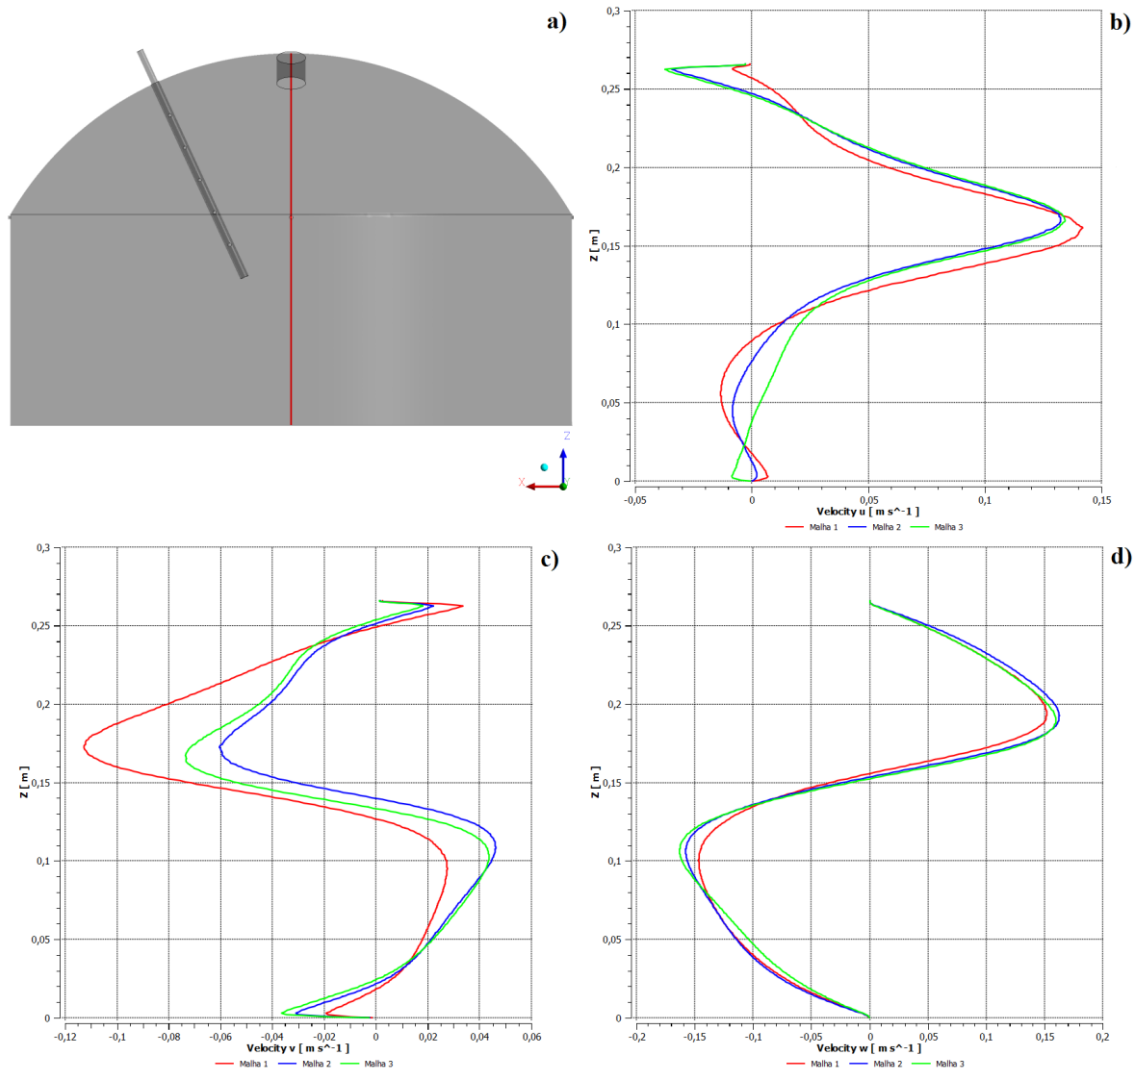 a)
Z
X
Y
b)
0,3
0,25
0,2
0,15
0,1
0,05
0
Z [ m ]
-0,05 0 0,05 0,1 0,15
Velocity u [ m s^-1 ]
Malha 1 Malha 2 Malha 3
c)
0,3
0,25
0,2
0,15
0,1
0,05
0
Z [ m ]
-0,12 -0,1 -0,08 -0,06 -0,04 -0,02 0 0,02 0,04 0,06
Velocity v [ m s^-1 ]
Malha 1 Malha 2 Malha 3
d)
0,3
0,25
0,2
0,15
0,1
0,05
0
Z [ m ]
-0,2 -0,15 -0,1 -0,05 0 0,05 0,1 0,15 0,2
Velocity w [ m s^-1 ]
Malha 1 Malha 2 Malha 3